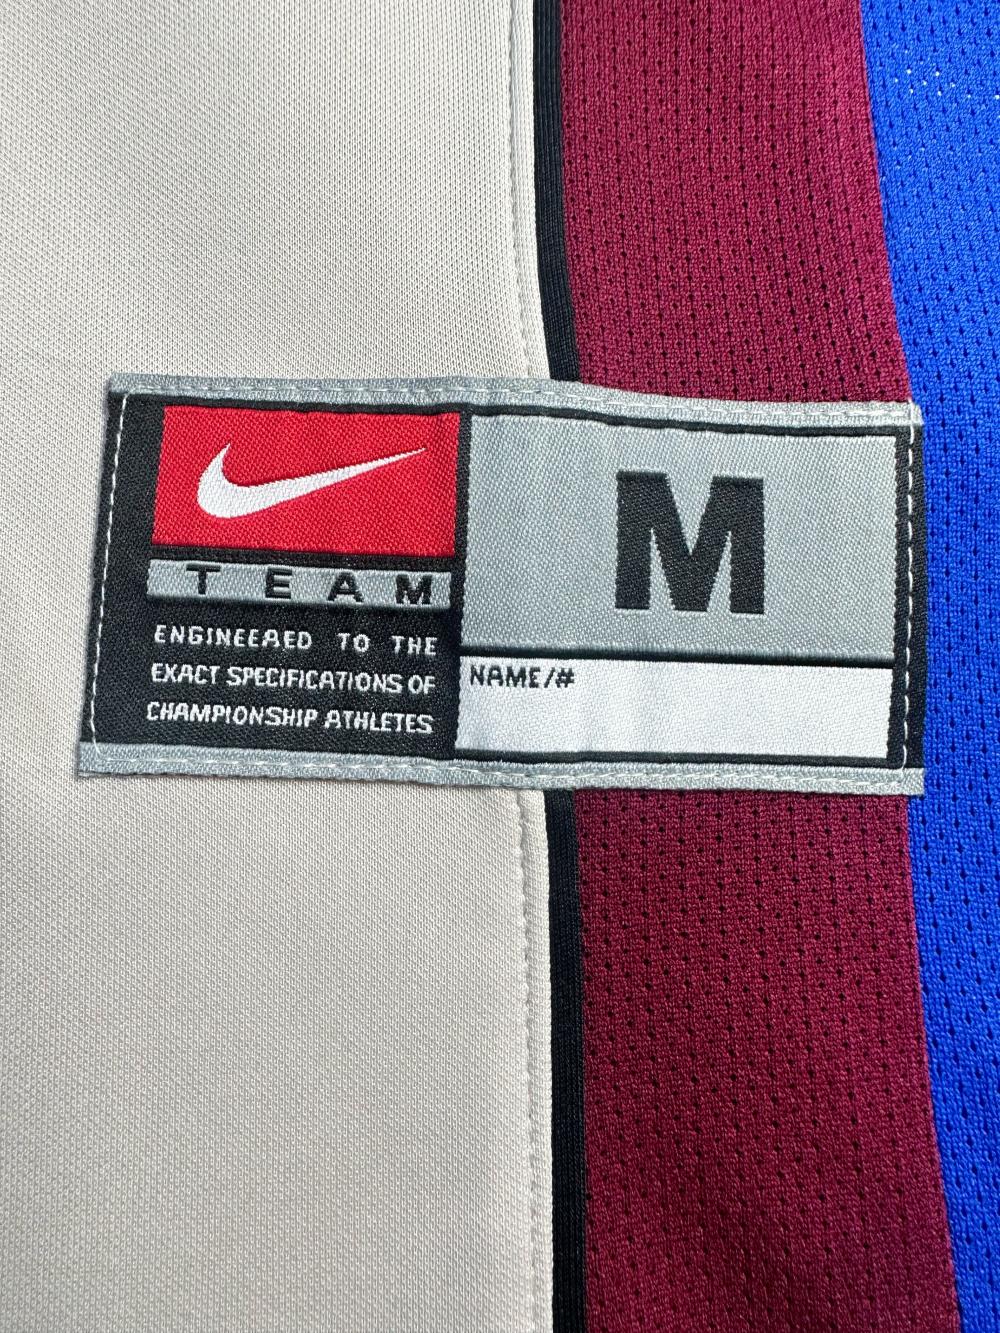 TEAM
ENGINEERED TO THE
EXACT SPECIFICATIONS OF
CHAMPIONSHIP ATHLETES
M
NAME/#